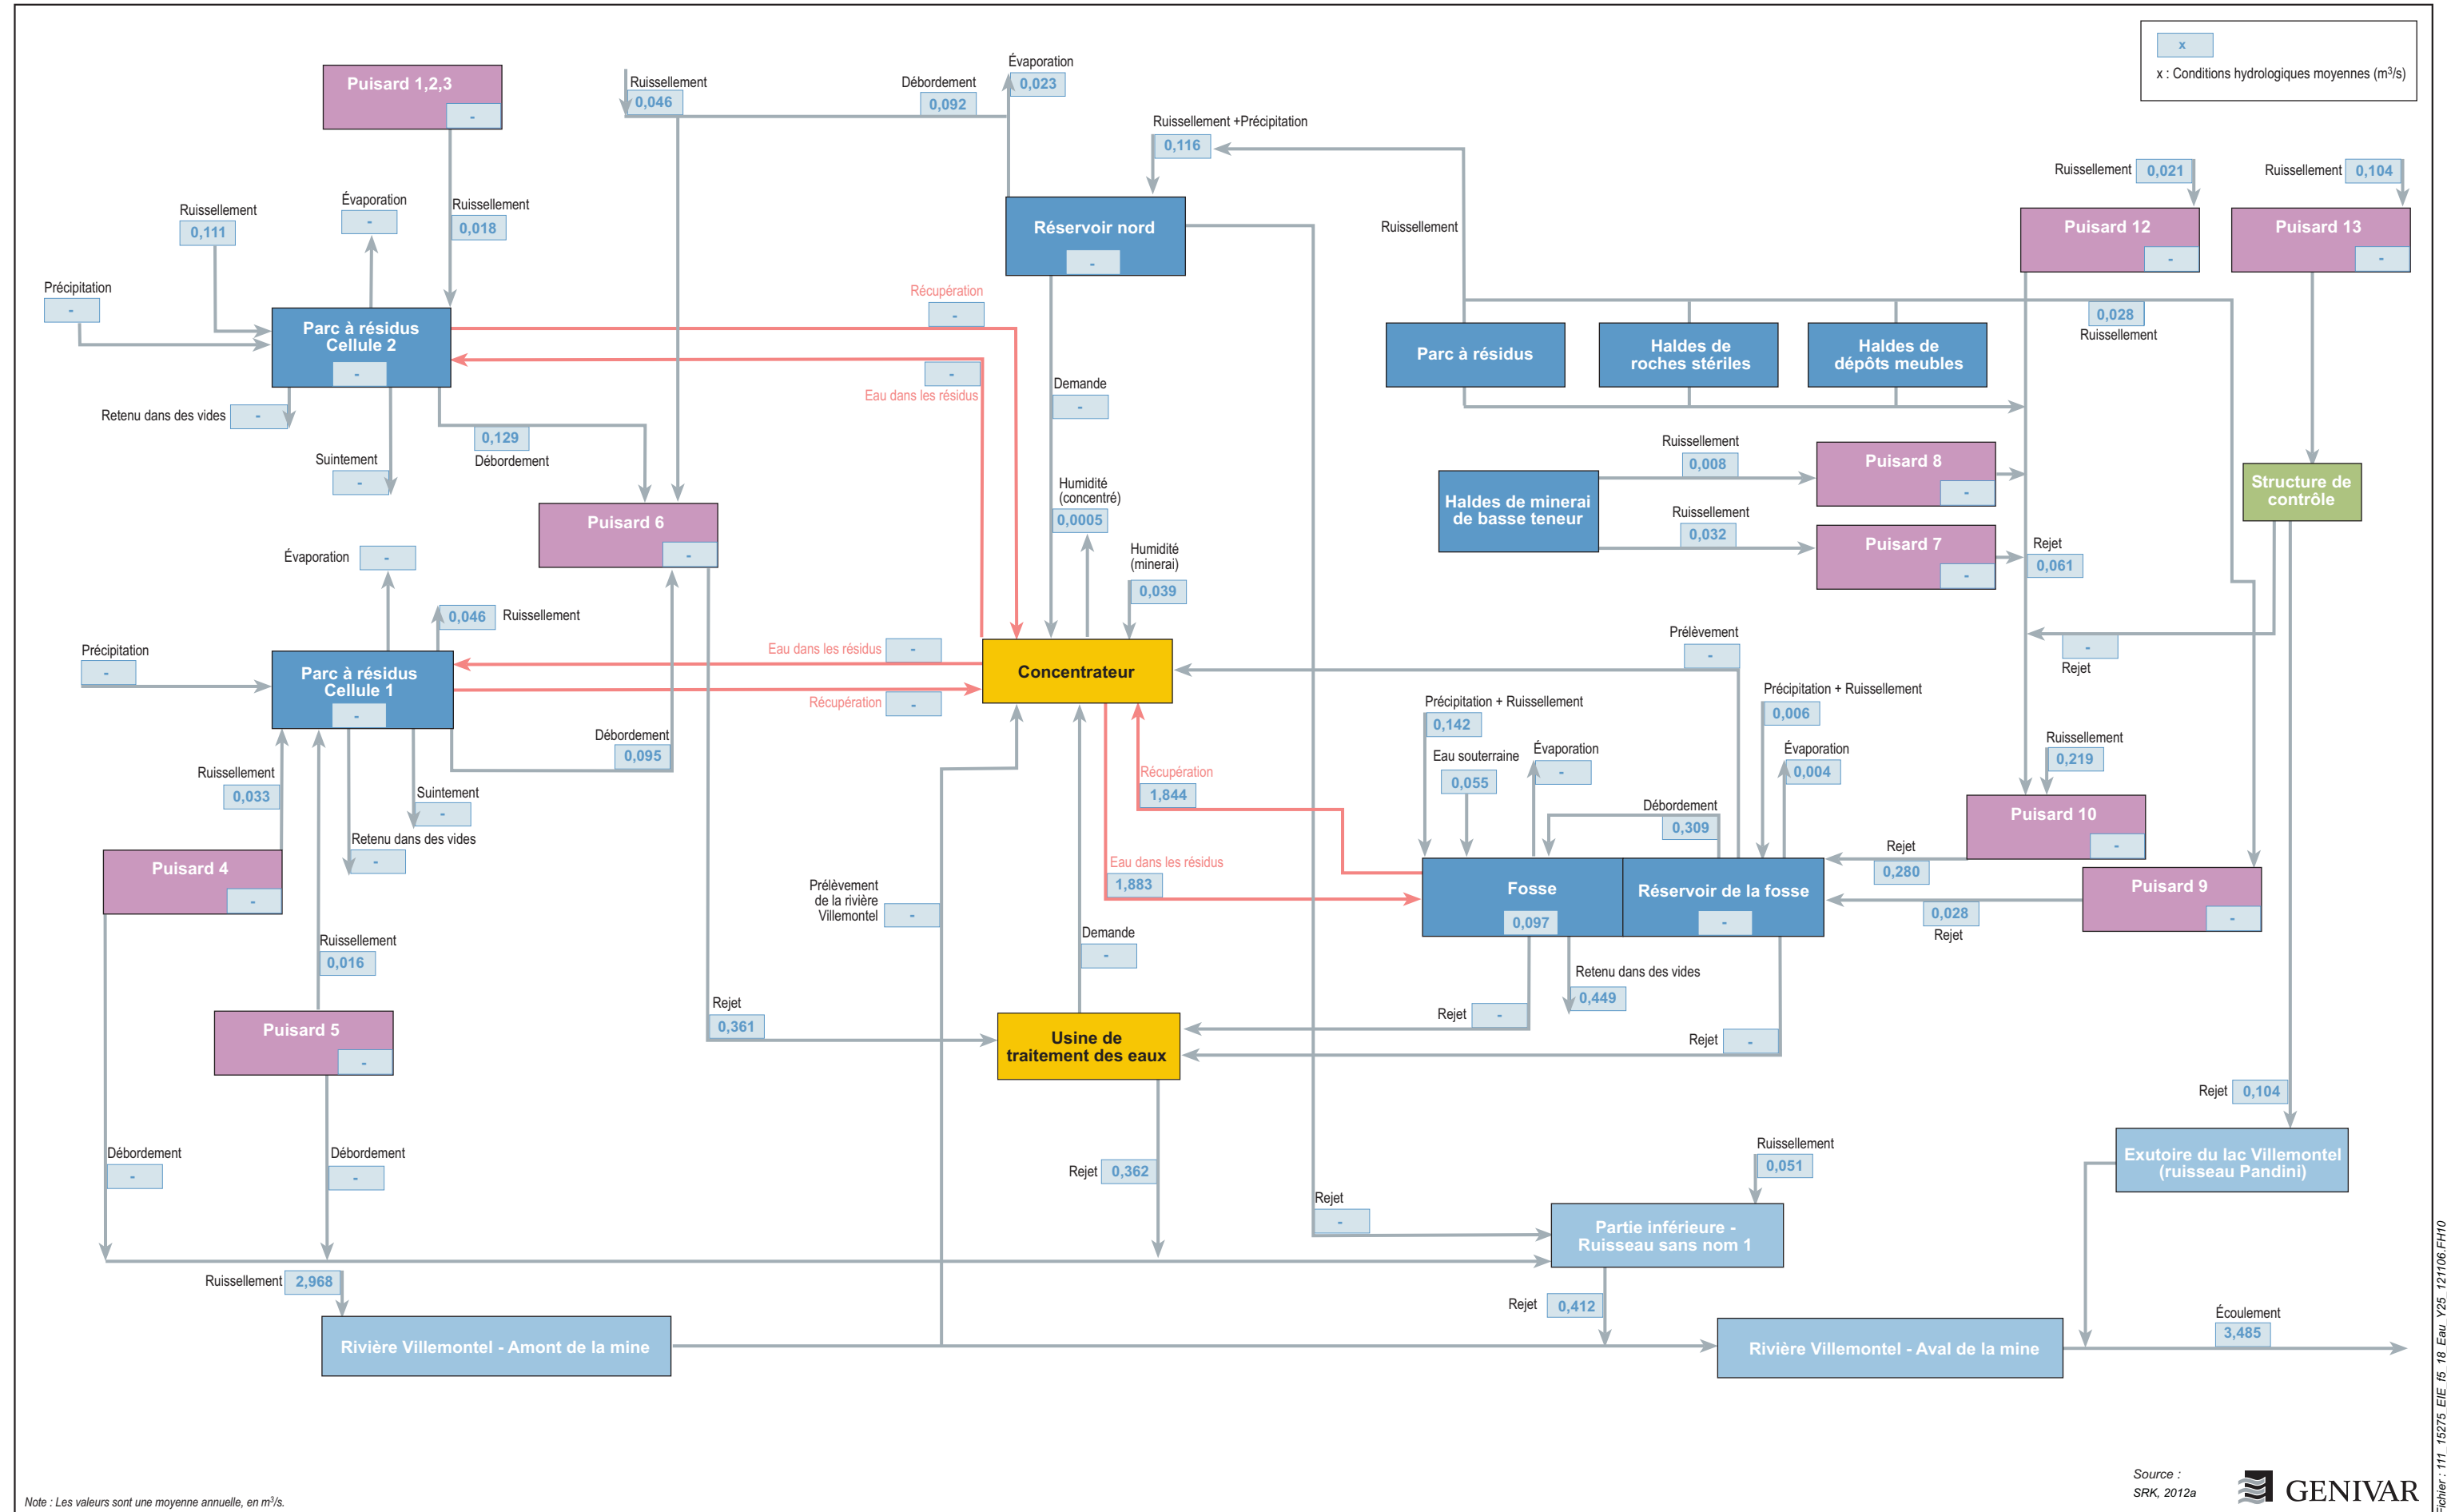 x
x : Conditions hydrologiques moyennes (m³/s)
Puisard 1,2,3
-
Ruissellement
0,046
Débordement
0,092
Évaporation
0,023
Ruissellement +Précipitation
0,116
Ruissellement
0,021
Ruissellement
0,104
Précipitation
-
Ruissellement
0,111
Évaporation
-
Ruissellement
0,018
Réservoir nord
-
Ruissellement
Puisard 12
-
Puisard 13
-
Parc à résidus
Cellule 2
-
Récupération
-
-
Eau dans les résidus
Demande
-
Parc à résidus
Haldes de
roches stériles
Haldes de
dépôts meubles
0,028
Ruissellement
Retenu dans des vides
-
Suintement
-
0,129
Débordement
Puisard 6
-
Humidité
(concentré)
0,0005
Humidité
(minerai)
0,039
Haldes de minerai
de basse teneur
Ruissellement
0,008
Ruissellement
0,032
Puisard 8
-
Puisard 7
-
Structure de
contrôle
Rejet
0,061
-
Rejet
Évaporation
-
0,046
Ruissellement
Précipitation
-
Parc à résidus
Cellule 1
-
Eau dans les résidus
-
Récupération
-
Concentrateur
Prélèvement
-
Précipitation + Ruissellement
0,142
Eau souterraine
0,055
Évaporation
-
Précipitation + Ruissellement
0,006
Évaporation
0,004
Débordement
0,309
Ruissellement
0,219
Puisard 10
-
Rejet
0,280
Puisard 9
-
0,028
Rejet
Débordement
0,095
Ruissellement
0,033
Suintement
-
Retenu dans des vides
-
Puisard 4
-
Récupération
1,844
Eau dans les résidus
1,883
Fosse
0,097
Réservoir de la fosse
-
Prélèvement
de la rivière
Villemontel
-
Demande
-
Ruissellement
0,016
Puisard 5
-
Rejet
0,361
Usine de
traitement des eaux
Rejet
-
Retenu dans des vides
0,449
Rejet
-
Rejet
0,104
Débordement
-
Débordement
-
Rejet
0,362
Rejet
-
Ruissellement
0,051
Partie inférieure -
Ruisseau sans nom 1
Exutoire du lac Villemontel
(ruisseau Pandini)
Ruissellement
2,968
Rivière Villemontel - Amont de la mine
Rejet
0,412
Rivière Villemontel - Aval de la mine
Écoulement
3,485
Note : Les valeurs sont une moyenne annuelle, en m³/s.
Source :
SRK, 2012a
GENIVAR
Fichier : 111_15275_EIE_f5_18_Eau_Y25_121106.FH10